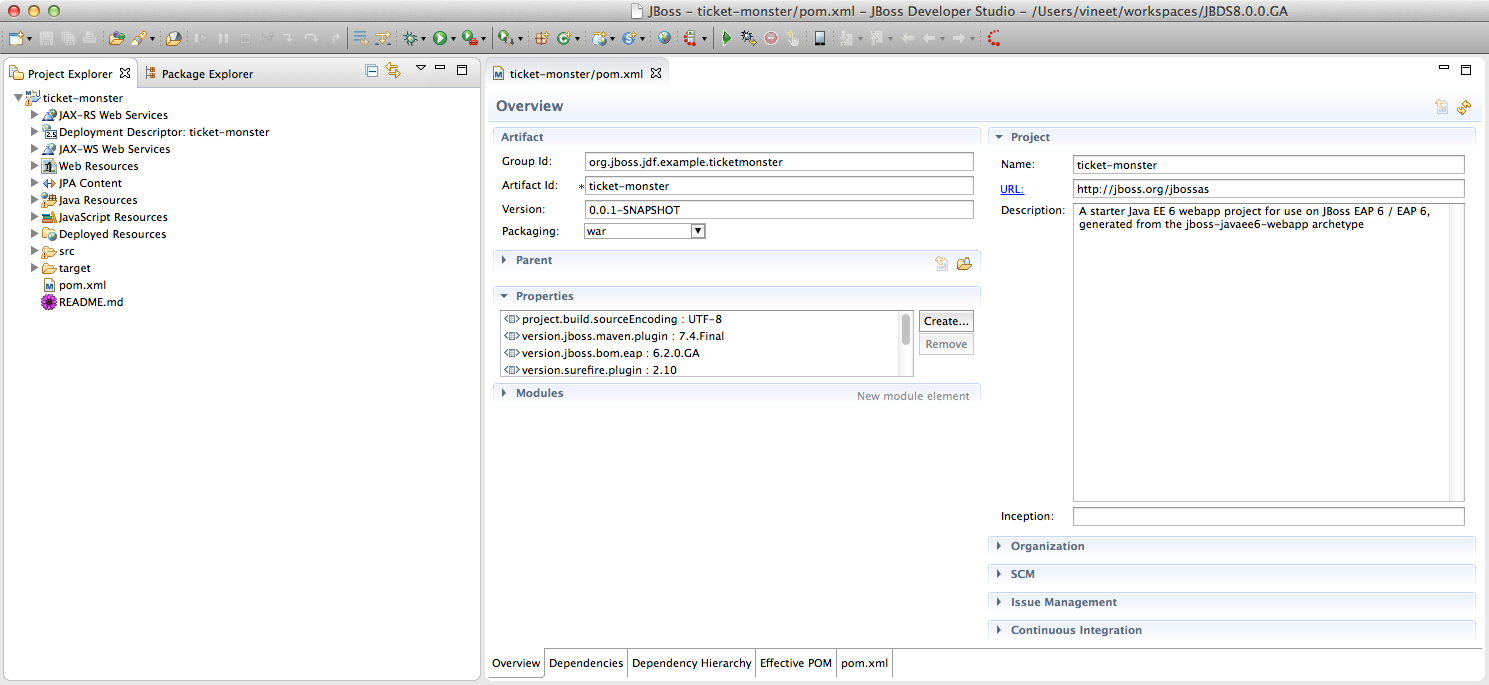 JBoss - ticket-monster/pom.xml - JBoss Developer Studio - /Users/vineet/workspaces/JBDS8.0.0.GA
Project Explorer
Package Explorer
ticket-monster
JAX-RS Web Services
Deployment Descriptor: ticket-monster
JAX-WS Web Services
Web Resources
JPA Content
Java Resources
JavaScript Resources
Deployed Resources
src
target
pom.xml
README.md
ticket-monster/pom.xml
Overview
Artifact
Group Id: org.jboss.jdf.example.ticketmonster
Artifact Id: * ticket-monster
Version: 0.0.1-SNAPSHOT
Packaging: war
Parent
Properties
project.build.sourceEncoding : UTF-8
version.jboss.maven.plugin : 7.4.Final
version.jboss.bom.eap : 6.2.0.GA
version.surefire.plugin : 2.10
Create...
Remove
Modules
New module element
Project
Name: ticket-monster
URL: http://jboss.org/jbossas
Description: A starter Java EE 6 webapp project for use on JBoss EAP 6 / EAP 6,
generated from the jboss-javaee6-webapp archetype
Inception:
Organization
SCM
Issue Management
Continuous Integration
Overview Dependencies Dependency Hierarchy Effective POM pom.xml